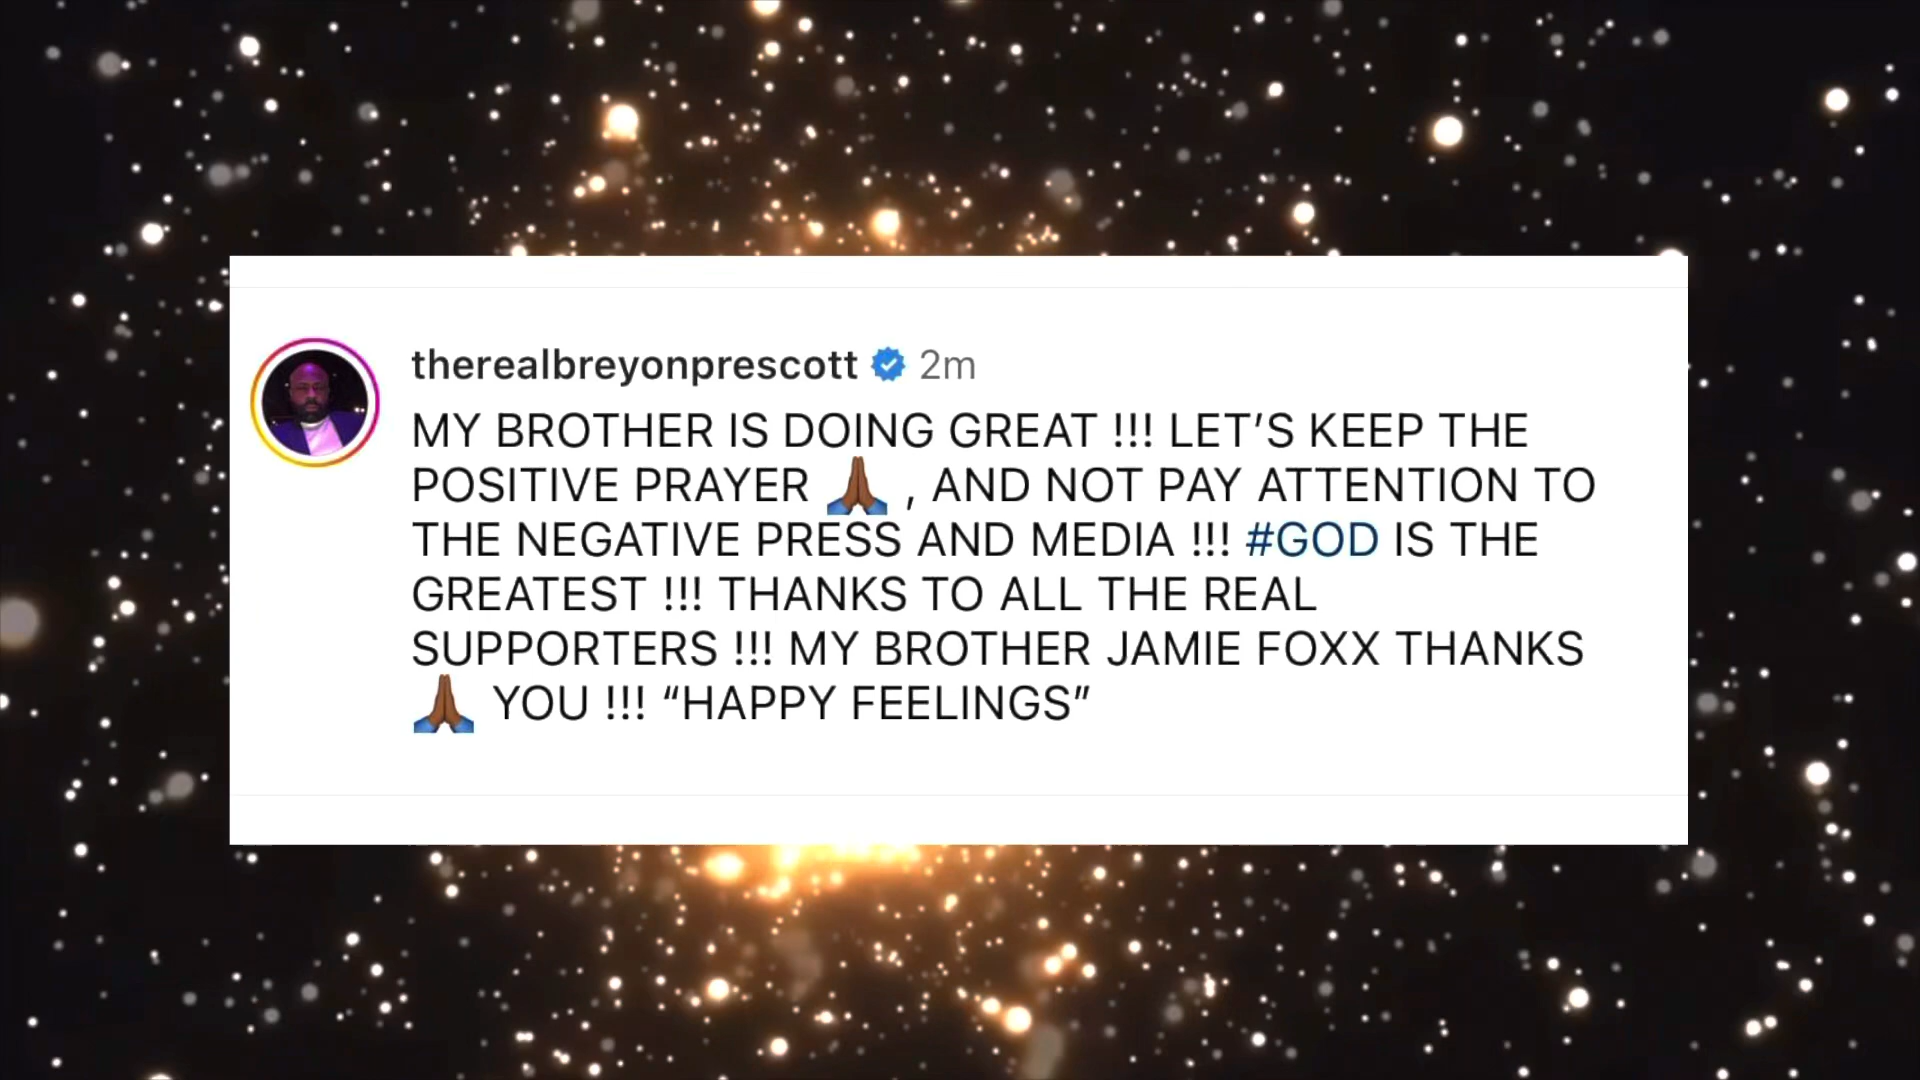 therealbreyonprescott 2m
MY BROTHER IS DOING GREAT !!! LET’S KEEP THE
POSITIVE PRAYER 🙏🏾 , AND NOT PAY ATTENTION TO
THE NEGATIVE PRESS AND MEDIA !!! #GOD IS THE
GREATEST !!! THANKS TO ALL THE REAL
SUPPORTERS !!! MY BROTHER JAMIE FOXX THANKS
🙏🏾 YOU !!! “HAPPY FEELINGS”